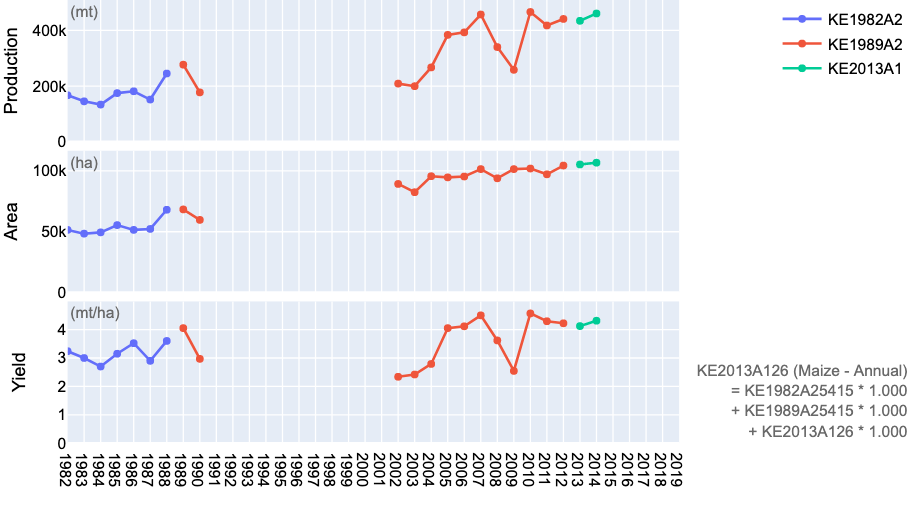 (mt)
400k
200k
0
Production
(ha)
100k
50k
0
Area
(mt/ha)
4
3
2
1
0
Yield
1982
1983
1984
1985
1986
1987
1988
1989
1990
1991
1992
1993
1994
1995
1996
1997
1998
1999
2000
2001
2002
2003
2004
2005
2006
2007
2008
2009
2010
2011
2012
2013
2014
2015
2016
2017
2018
2019
KE1982A2
KE1989A2
KE2013A1
KE2013A126 (Maize - Annual)
= KE1982A25415 * 1.000
+ KE1989A25415 * 1.000
+ KE2013A126 * 1.000